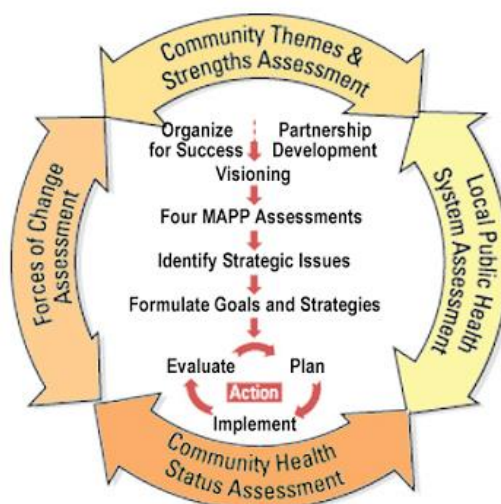 Community Themes &
Strengths Assessment
Organize
for Success
Partnership
Development
Visioning
Four MAPP Assessments
Identify Strategic Issues
Formulate Goals and Strategies
Evaluate
Plan
Action
Implement
Forces of Change
Assessment
Local Public Health
System Assessment
Community Health
Status Assessment